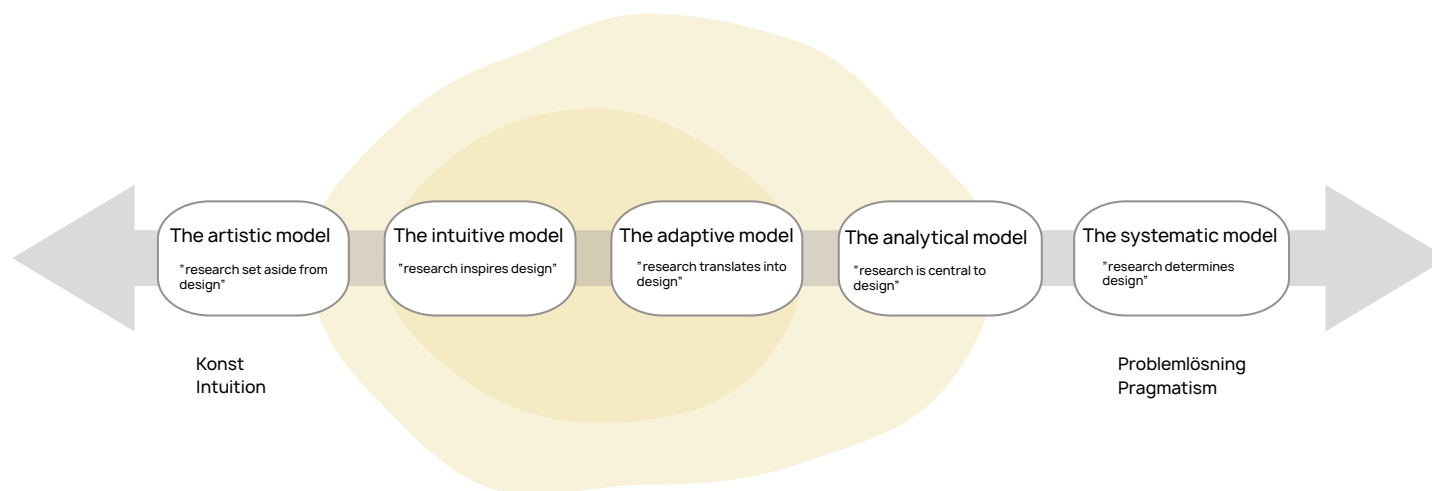 The artistic model
"research set aside from
design"
The intuitive model
"research inspires design"
The adaptive model
"research translates into
design"
The analytical model
"research is central to
design"
The systematic model
"research determines
design"
Konst
Intuition
Problemlösning
Pragmatism